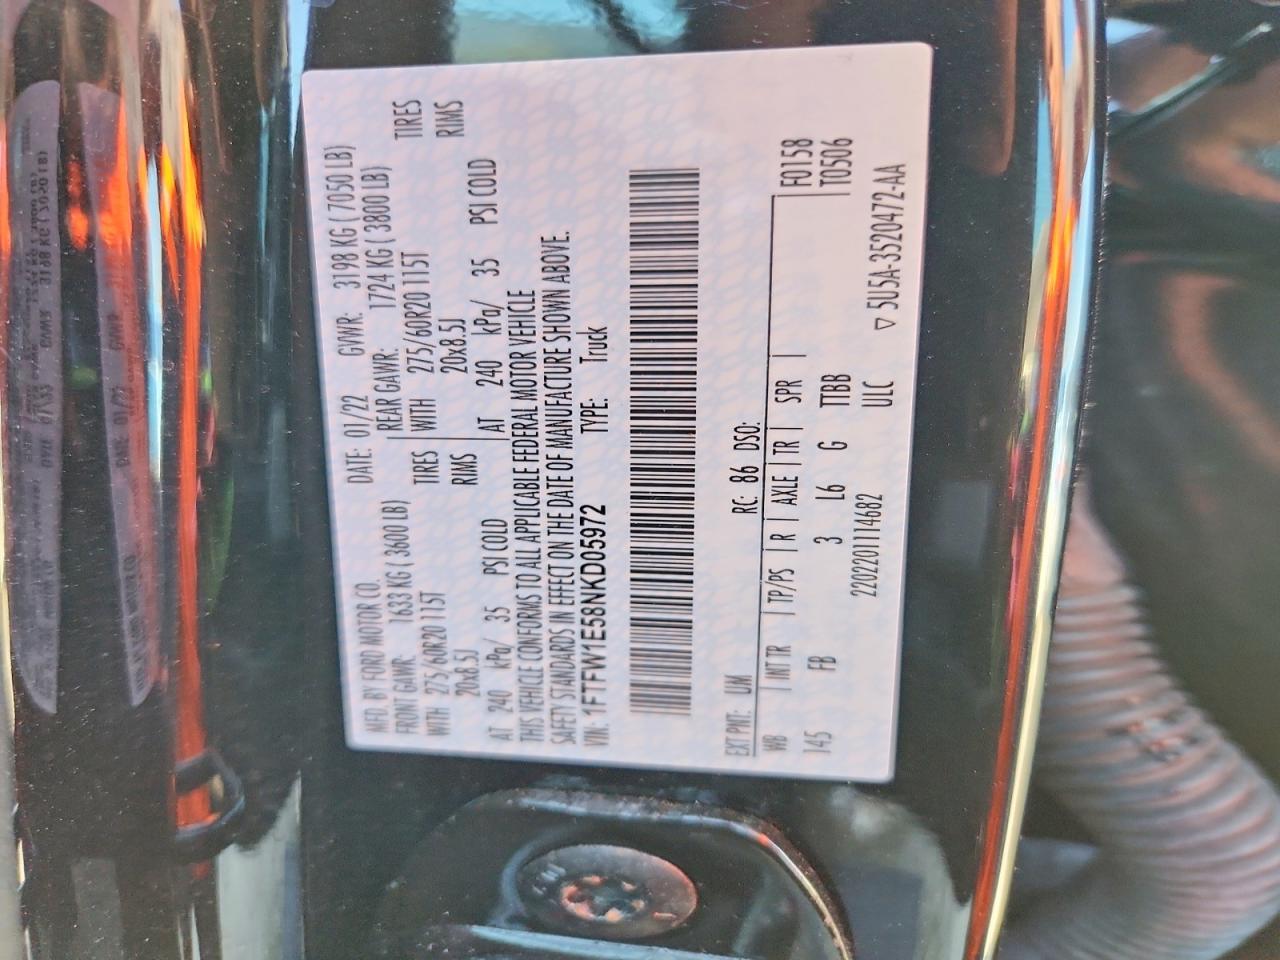 MFD. BY FORD MOTOR CO.
DATE: 01/22 GVWR: 3198 KG ( 7050 LB)
FRONT GAWR: 1633 KG ( 3600 LB) REAR GAWR: 1724 KG ( 3800 LB)
WITH 275/60R20 115T TIRES WITH 275/60R20 115T TIRES
20x8.5J RIMS 20x8.5J RIMS
AT 240 kPa/ 35 PSI COLD AT 240 kPa/ 35 PSI COLD
THIS VEHICLE CONFORMS TO ALL APPLICABLE FEDERAL MOTOR VEHICLE
SAFETY STANDARDS IN EFFECT ON THE DATE OF MANUFACTURE SHOWN ABOVE.
VIN: 1FTFW1E58NKD05972 TYPE: Truck
EXT PNT: UM RC: 86 DSO:
WB INT TR TP/PS R AXLE TR SPR F0158
145 FB 3 L6 G TTBB T0506
2202201114682 ULC ▽ 5U5A-3520472-AA